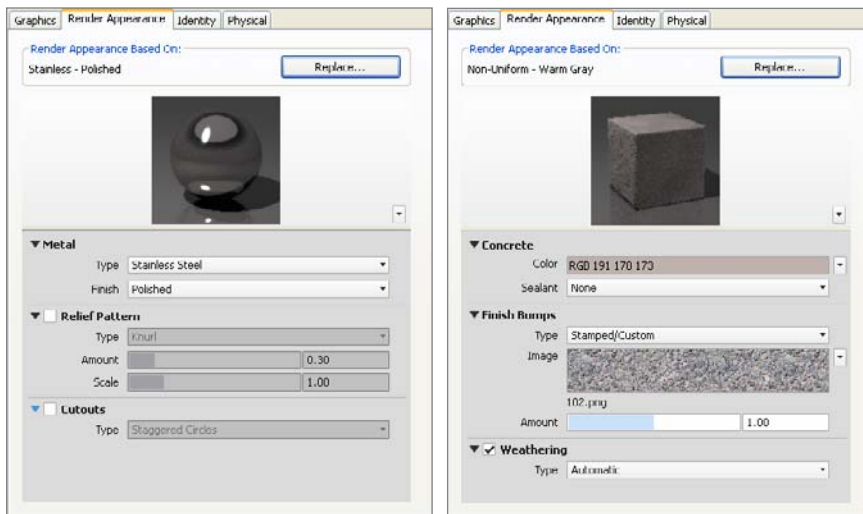 Graphics Render Appearance Identity Physical
Render Appearance Based On:
Stainless - Polished
Replace...
Metal
Type Stainless Steel
Finish Polished
Relief Pattern
Type Knurl
Amount 0.30
Scale 1.00
Cutouts
Type Staggered Circles
Graphics Render Appearance Identity Physical
Render Appearance Based On:
Non-Uniform - Warm Gray
Replace...
Concrete
Color RGB 191 170 173
Sealant None
Finish Bumps
Type Stamped/Custom
Image
102.png
Amount 1.00
Weathering
Type Automatic